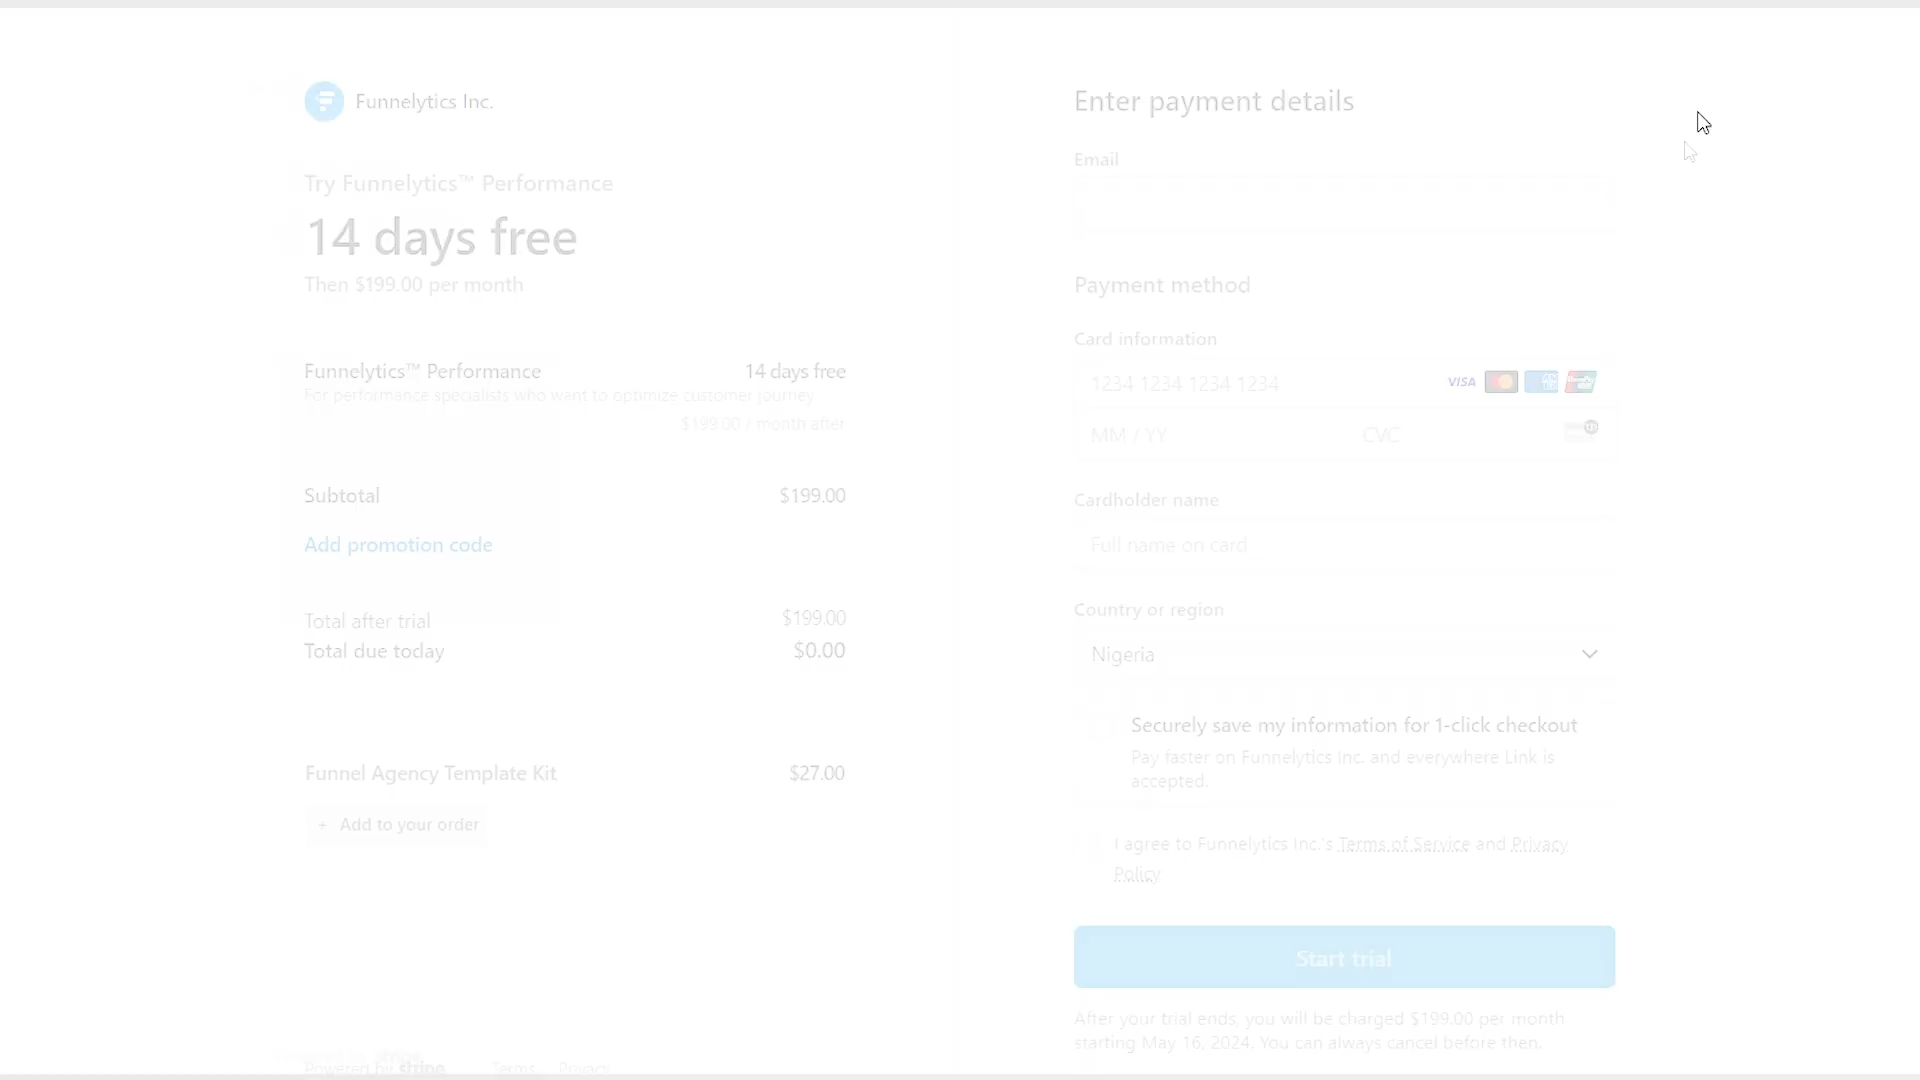 Funnelytics Inc.
Try Funnelytics™ Performance
14 days free
Then $199.00 per month
Funnelytics™ Performance 14 days free
For performance specialists who want to optimize customer journey
$199.00 / month after
Subtotal $199.00
Add promotion code
Total after trial $199.00
Total due today $0.00
Funnel Agency Template Kit $27.00
+ Add to your order
Powered by stripe Terms Privacy
Enter payment details
Email
Payment method
Card information
1234 1234 1234 1234 VISA
MM / YY CVC
Cardholder name
Full name on card
Country or region
Nigeria
Securely save my information for 1-click checkout
Pay faster on Funnelytics Inc. and everywhere Link is
accepted.
I agree to Funnelytics Inc.'s Terms of Service and Privacy
Policy
Start trial
After your trial ends, you will be charged $199.00 per month
starting May 16, 2024. You can always cancel before then.